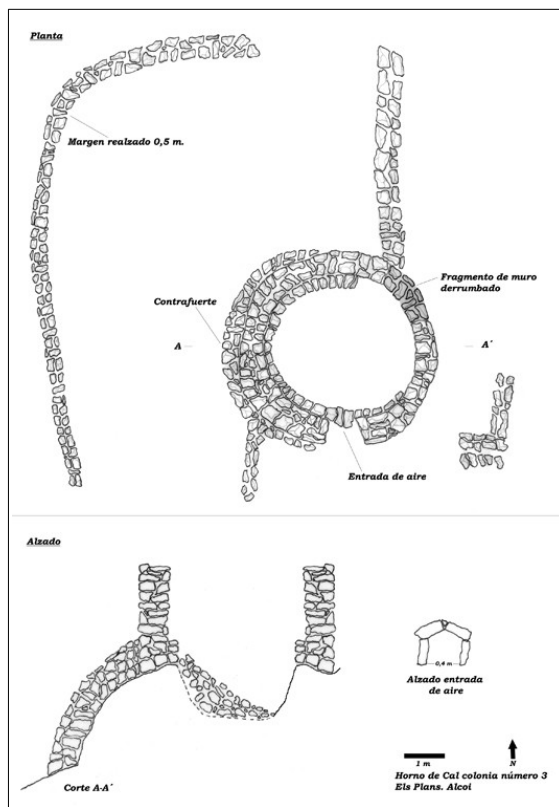 Planta
Margen realzado 0,5 m.
Fragmento de muro
derrumbado
Contrafuerte
A
A´
Entrada de aire
Alzado
0,4 m
Alzado entrada
de aire
1 m
N
Corte A-A´
Horno de Cal colonia número 3
Els Plans. Alcoi